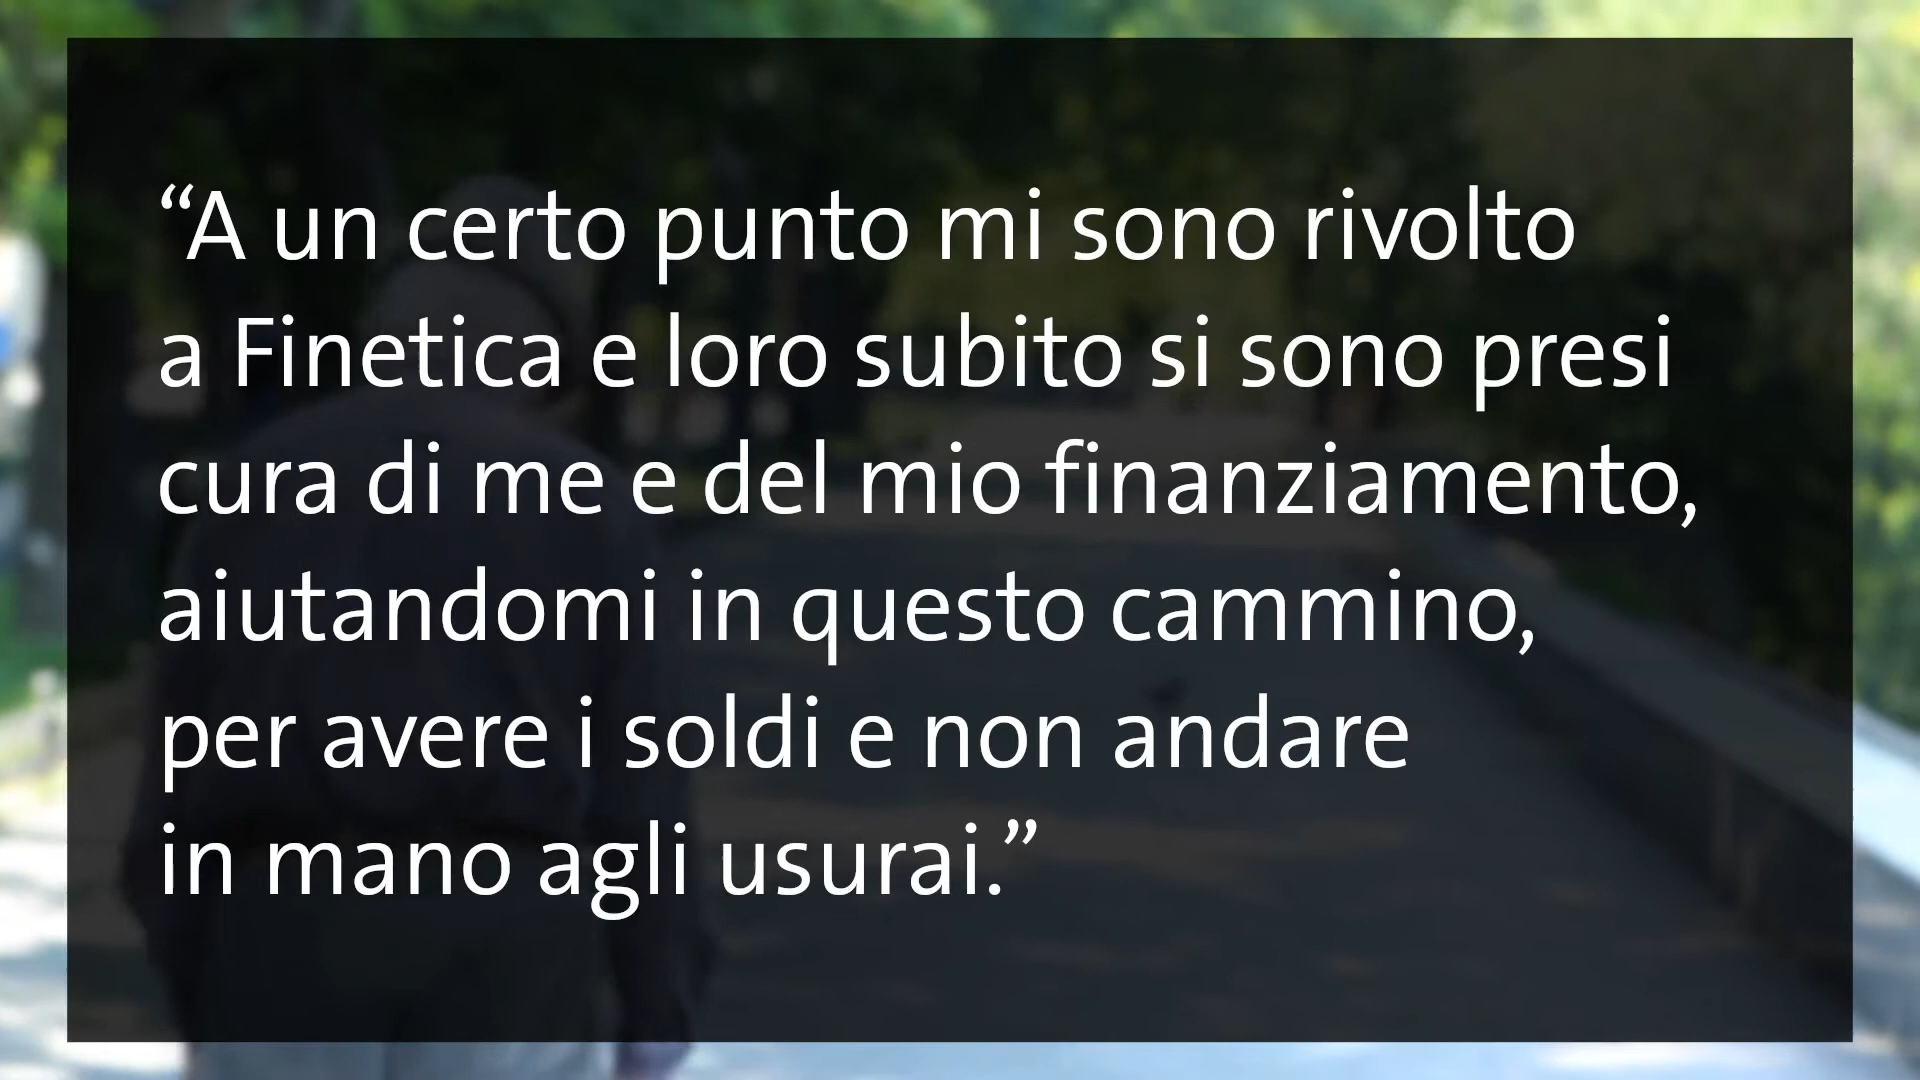 “A un certo punto mi sono rivolto
a Finetica e loro subito si sono presi
cura di me e del mio finanziamento,
aiutandomi in questo cammino,
per avere i soldi e non andare
in mano agli usurai.”